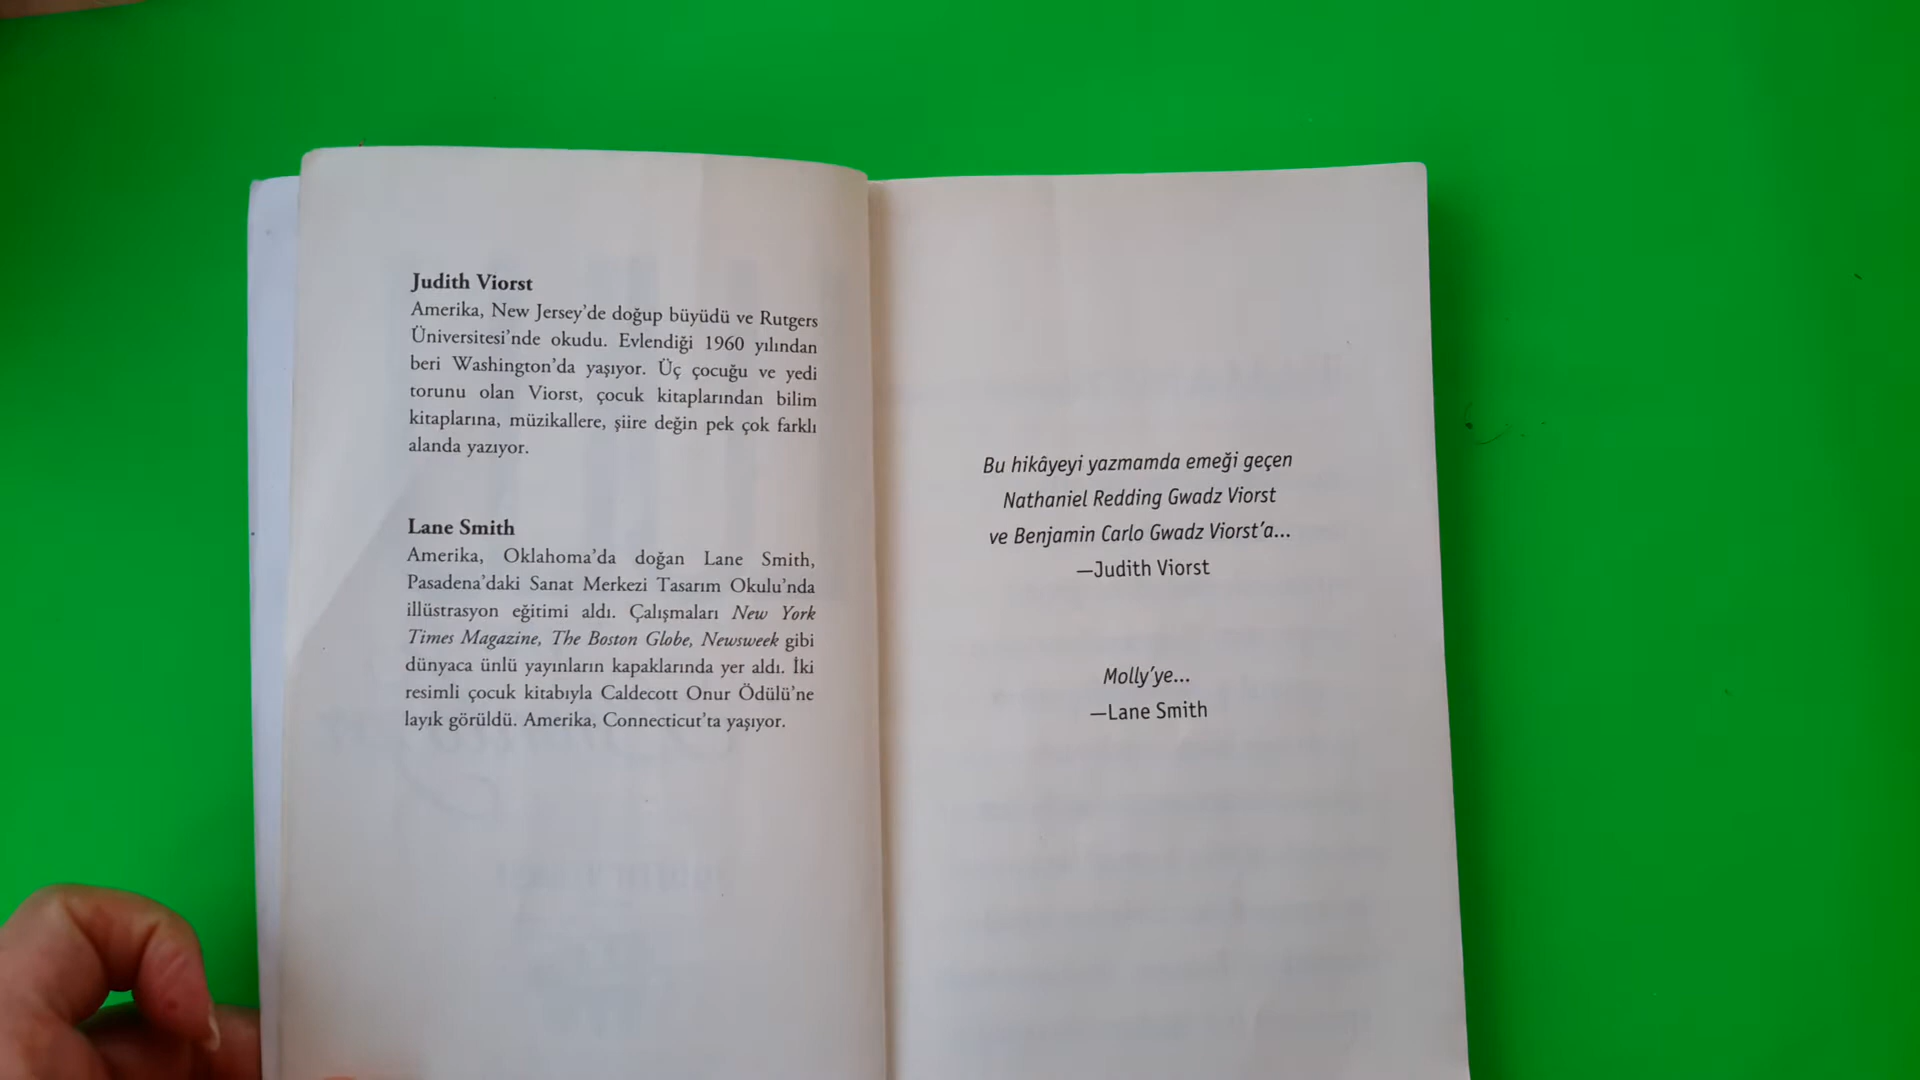 Judith Viorst
Amerika, New Jersey’de doğup büyüdü ve Rutgers
Üniversitesi’nde okudu. Evlendiği 1960 yılından
beri Washington’da yaşıyor. Üç çocuğu ve yedi
torunu olan Viorst, çocuk kitaplarından bilim
kitaplarına, müzikallere, şiire değin pek çok farklı
alanda yazıyor.
Lane Smith
Amerika, Oklahoma’da doğan Lane Smith,
Pasadena’daki Sanat Merkezi Tasarım Okulu’nda
illüstrasyon eğitimi aldı. Çalışmaları New York
Times Magazine, The Boston Globe, Newsweek gibi
dünyaca ünlü yayınların kapaklarında yer aldı. İki
resimli çocuk kitabıyla Caldecott Onur Ödülü’ne
layık görüldü. Amerika, Connecticut’ta yaşıyor.
Bu hikâyeyi yazmamda emeği geçen
Nathaniel Redding Gwadz Viorst
ve Benjamin Carlo Gwadz Viorst’a...
—Judith Viorst
Molly’ye...
—Lane Smith